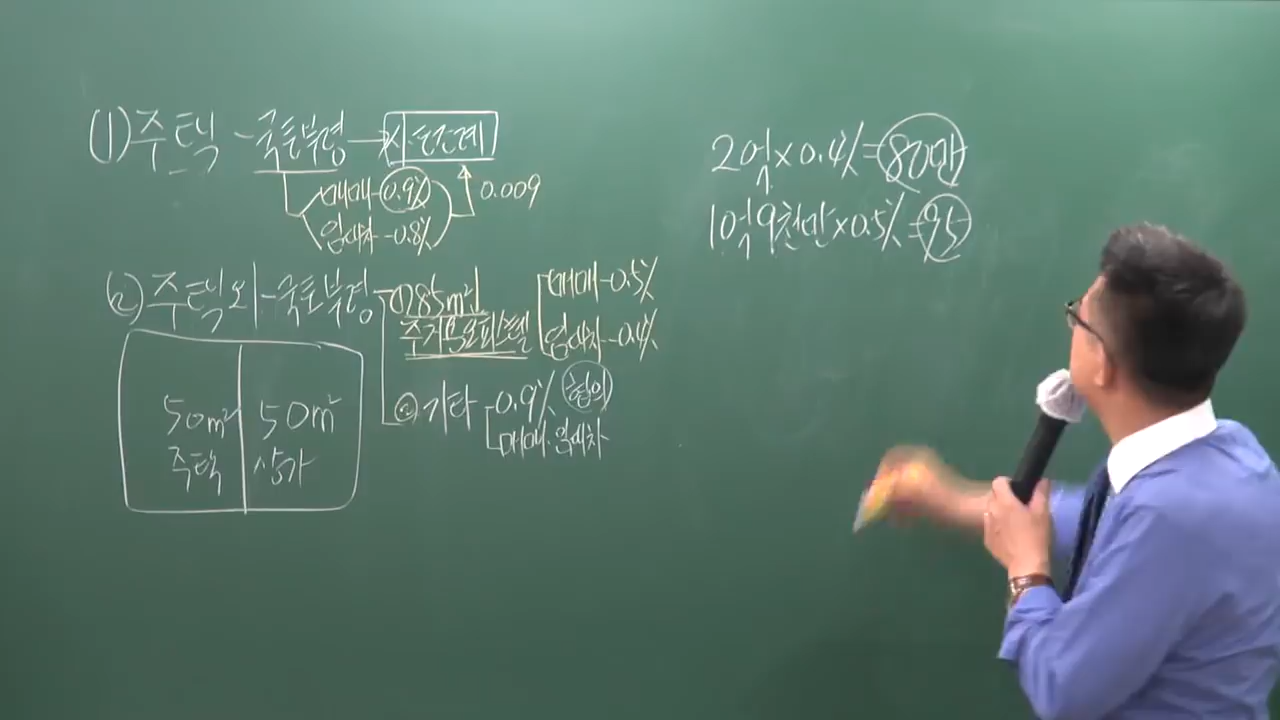 (1) 주택 - 국토부령 → 시·도조례
매매 - 0.9%
임대차 - 0.8%
0.009
(2) 주택외 - 국토부령
① 85m²↓
주거용오피스텔
매매 - 0.5%
임대차 - 0.4%
② 기타 0.9% 협의
매매·임대차
50m² 주택
50m² 상가
2억 × 0.4% = 80만
1억9천만 × 0.5% = 95